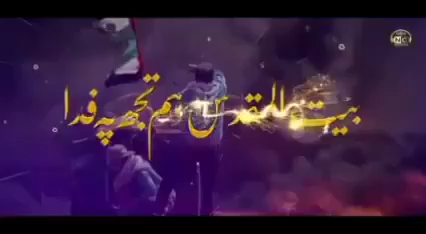 بیت المقدس ہم تجھ پہ فدا